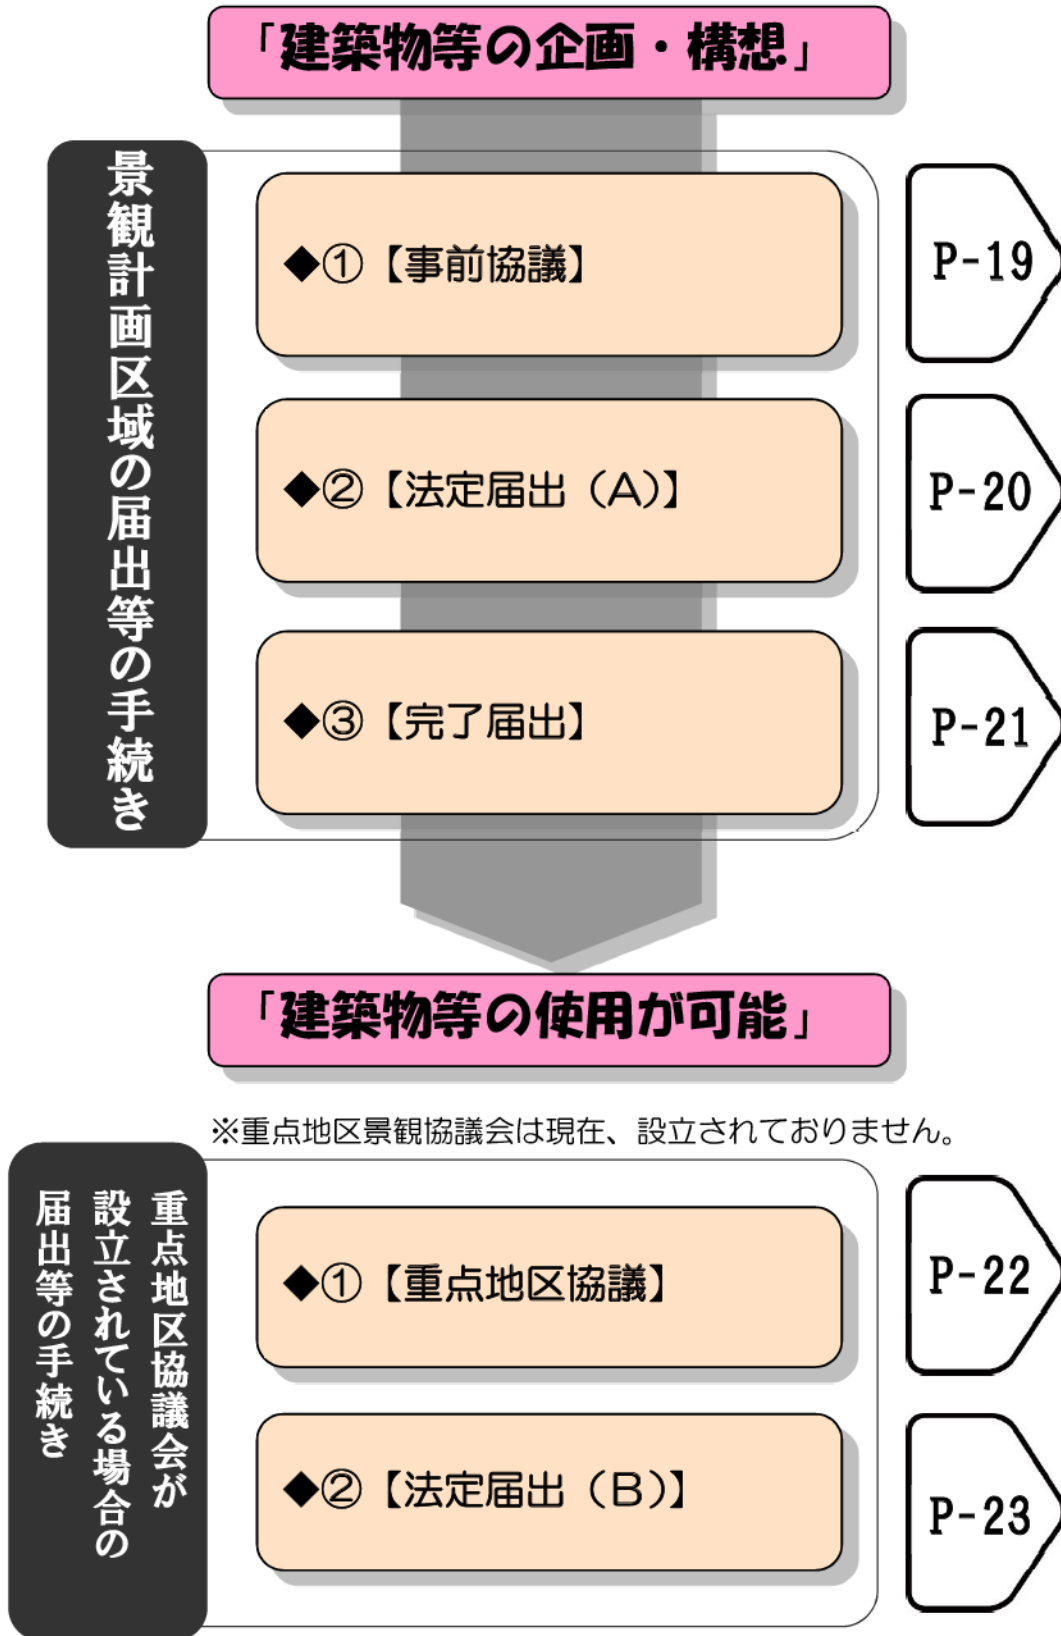 「建築物等の企画・構想」
景観計画区域の届出等の手続き
◆①【事前協議】
P-19
◆②【法定届出（A）】
P-20
◆③【完了届出】
P-21
「建築物等の使用が可能」
※重点地区景観協議会は現在、設立されておりません。
重点地区協議会が
設立されている場合の
届出等の手続き
◆①【重点地区協議】
P-22
◆②【法定届出（B）】
P-23